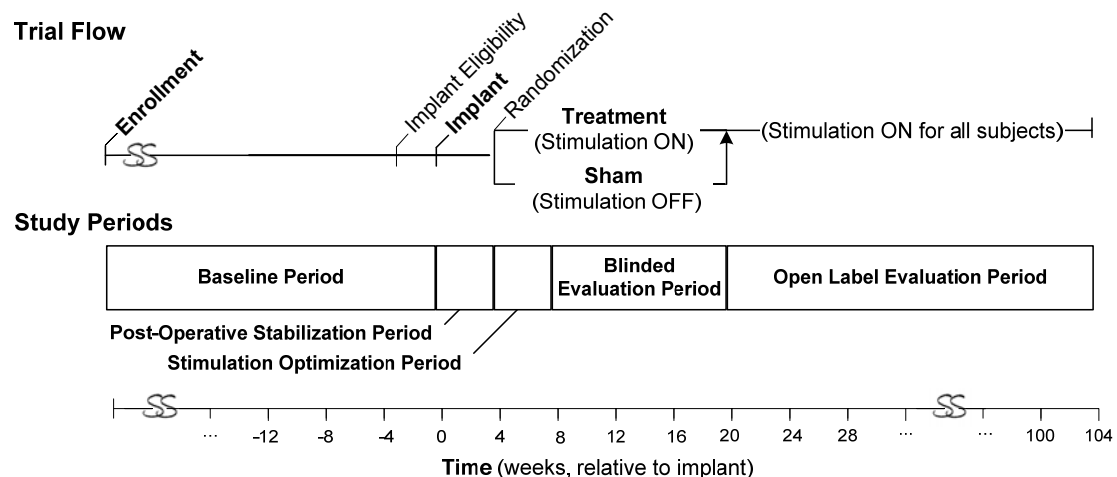 Trial Flow
Enrollment
Implant Eligibility
Implant
Randomization
Treatment
(Stimulation ON)
(Stimulation ON for all subjects)
Sham
(Stimulation OFF)
Study Periods
Baseline Period
Blinded
Evaluation Period
Open Label Evaluation Period
Post-Operative Stabilization Period
Stimulation Optimization Period
... -12 -8 -4 0 4 8 12 16 20 24 28 ... ... 100 104
Time (weeks, relative to implant)